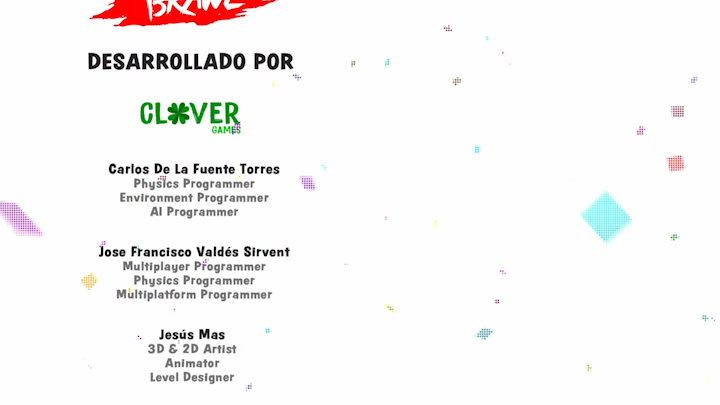 BRAWL
DESARROLLADO POR
CLOVER
GAMES
Carlos De La Fuente Torres
Physics Programmer
Environment Programmer
AI Programmer
Jose Francisco Valdés Sirvent
Multiplayer Programmer
Physics Programmer
Multiplatform Programmer
Jesús Mas
3D & 2D Artist
Animator
Level Designer